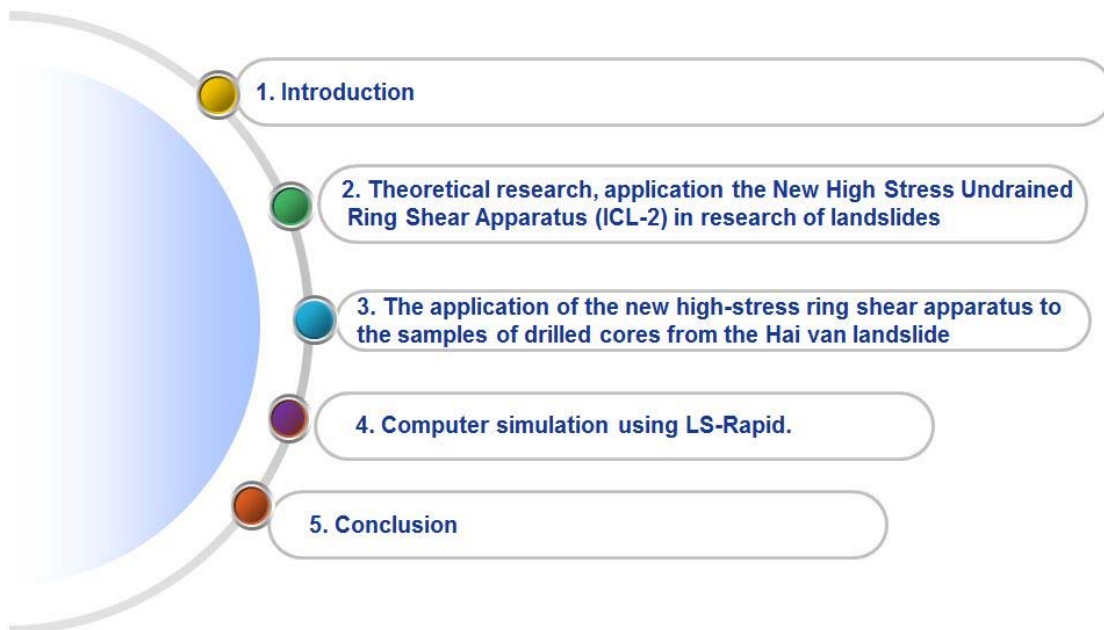 1. Introduction
2. Theoretical research, application the New High Stress Undrained
Ring Shear Apparatus (ICL-2) in research of landslides
3. The application of the new high-stress ring shear apparatus to
the samples of drilled cores from the Hai van landslide
4. Computer simulation using LS-Rapid.
5. Conclusion